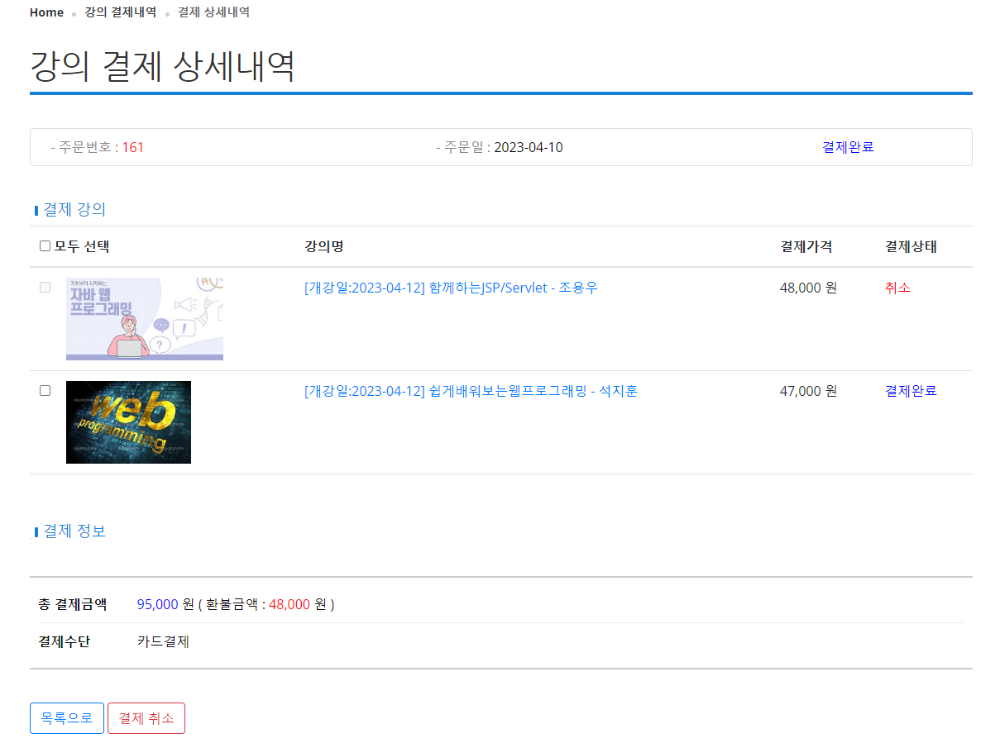 Home 강의 결제내역 결제 상세내역
강의 결제 상세내역
- 주문번호 : 161 - 주문일 : 2023-04-10 결제완료
결제 강의
모두 선택 강의명 결제가격 결제상태
기초부터 시작하는
자바 웹
프로그래밍
A
!
?
[개강일:2023-04-12] 함께하는JSP/Servlet - 조용우 48,000 원 취소
web
programming
[개강일:2023-04-12] 쉽게배워보는웹프로그래밍 - 석지훈 47,000 원 결제완료
결제 정보
총 결제금액 95,000 원 ( 환불금액 : 48,000 원 )
결제수단 카드결제
목록으로 결제 취소